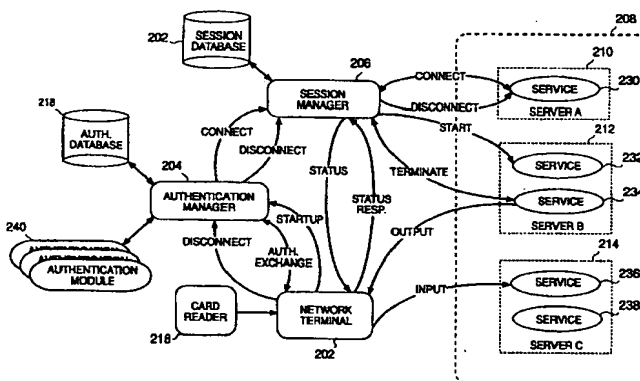 208
202
SESSION
DATABASE
206
210
SESSION
MANAGER
CONNECT
SERVICE
230
DISCONNECT
SERVER A
218
AUTH.
DATABASE
CONNECT
DISCONNECT
START
212
204
STATUS
TERMINATE
SERVICE
232
AUTHENTICATION
MANAGER
STATUS
RESP.
SERVICE
234
STARTUP
OUTPUT
SERVER B
240
DISCONNECT
AUTHENTICATION
MODULE
AUTH.
EXCHANGE
214
CARD
READER
NETWORK
TERMINAL
INPUT
SERVICE
236
SERVICE
238
218
202
SERVER C